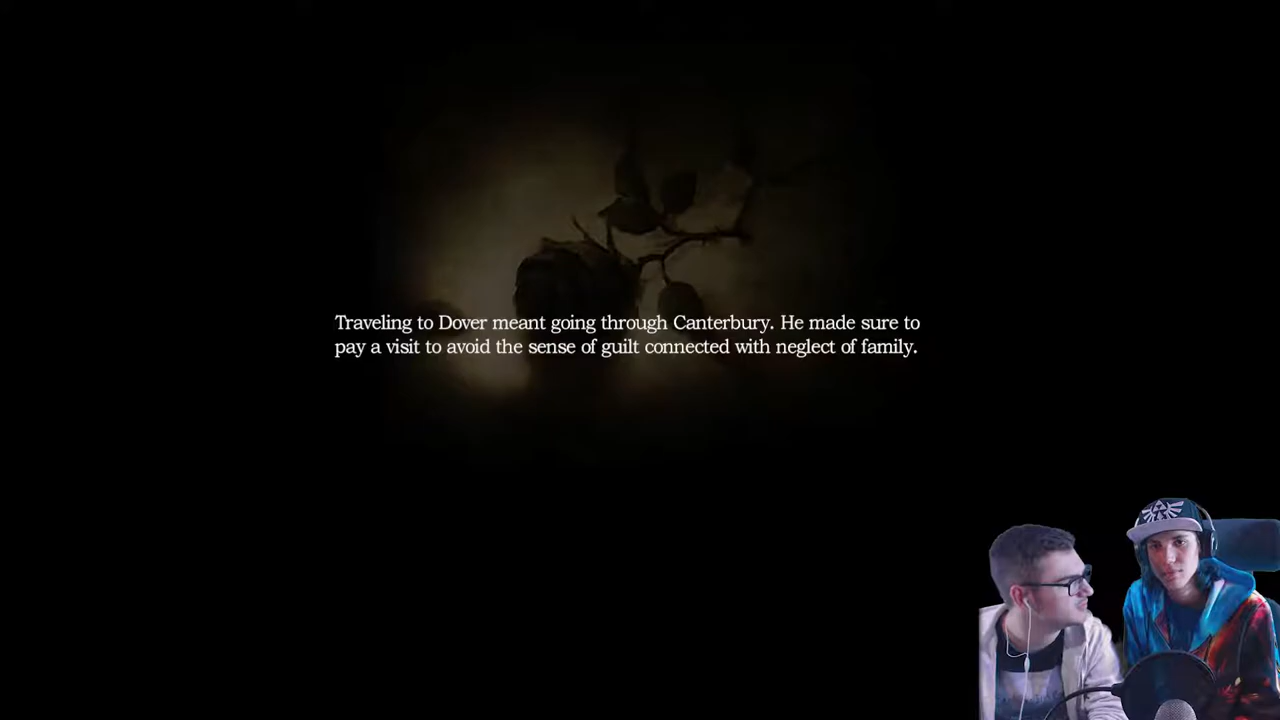 Traveling to Dover meant going through Canterbury. He made sure to
pay a visit to avoid the sense of guilt connected with neglect of family.